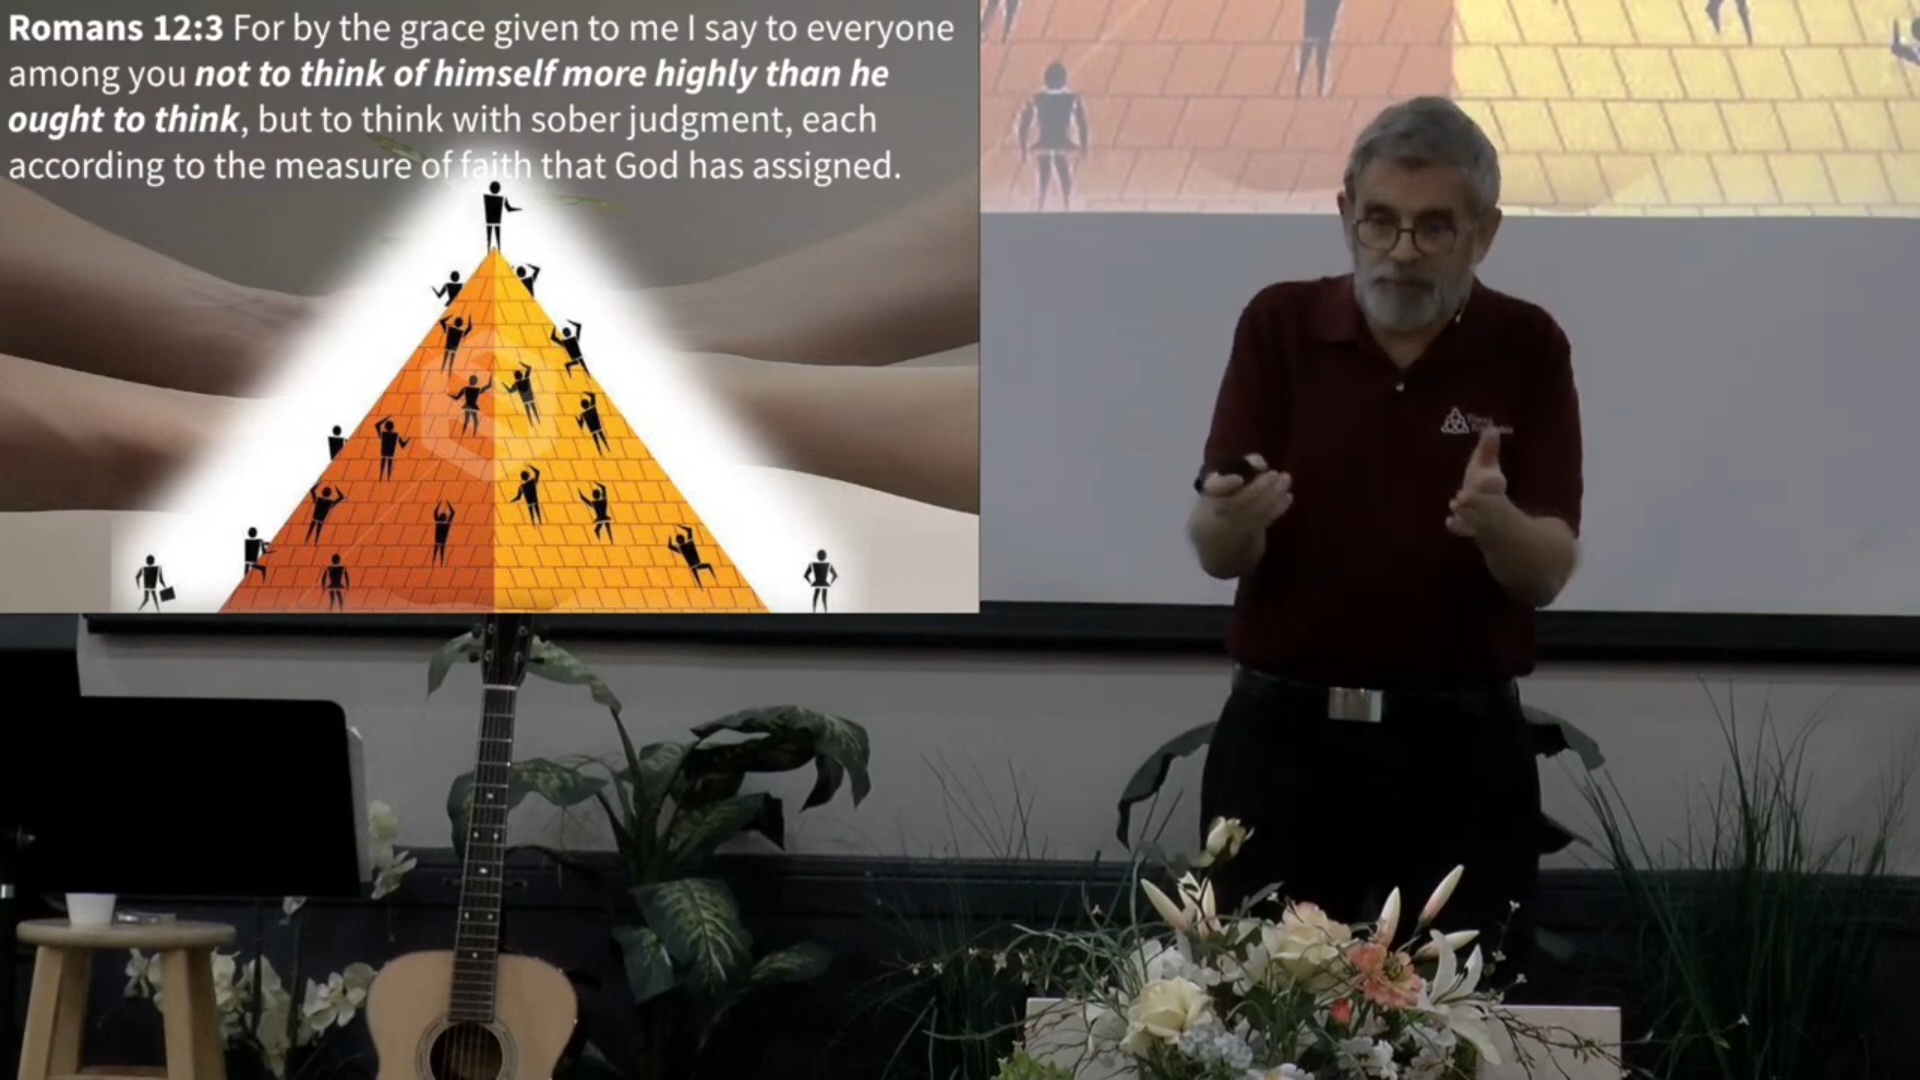 Romans 12:3 For by the grace given to me I say to everyone
among you not to think of himself more highly than he
ought to think, but to think with sober judgment, each
according to the measure of faith that God has assigned.